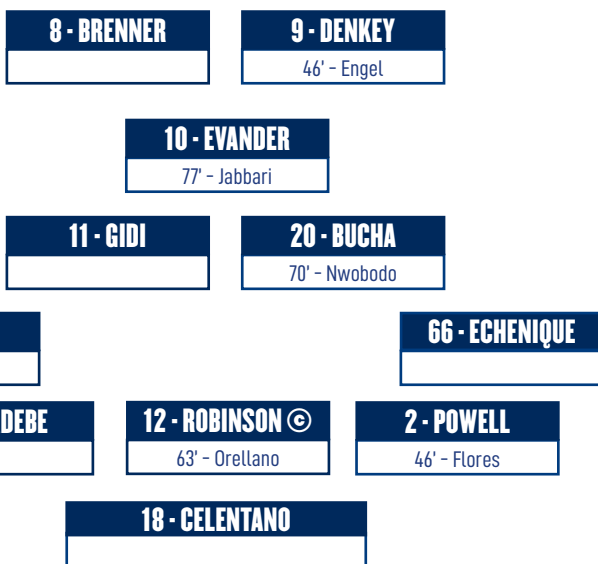 8 - BRENNER
9 - DENKEY
46' - Engel
10 - EVANDER
77' - Jabbari
11 - GIDI
20 - BUCHA
70' - Nwobodo
66 - ECHENIQUE
DEBE
12 - ROBINSON ©
63' - Orellano
2 - POWELL
46' - Flores
18 - CELENTANO